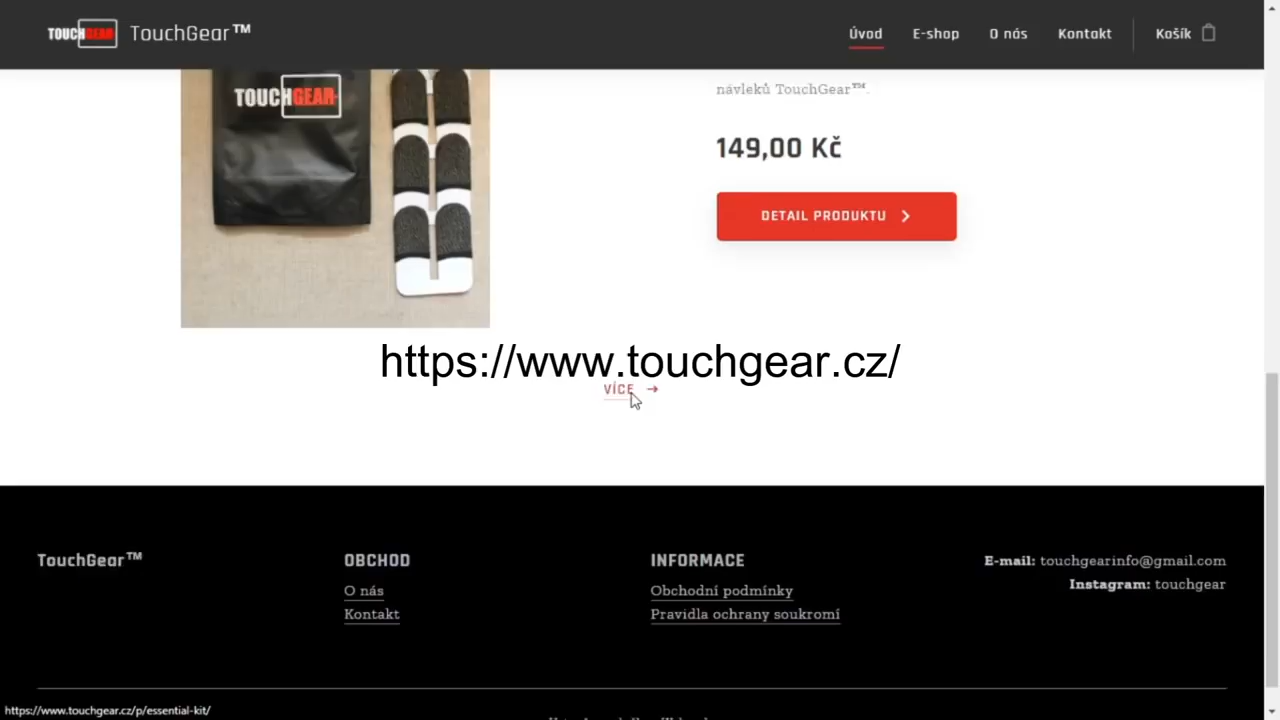 TOUCHGEAR TouchGear™
Úvod E-shop O nás Kontakt Košík
návleků TouchGear™.
TOUCHGEAR
149,00 Kč
DETAIL PRODUKTU
https://www.touchgear.cz/
VÍCE →
TouchGear™
OBCHOD
O nás
Kontakt
INFORMACE
Obchodní podmínky
Pravidla ochrany soukromí
E-mail: touchgearinfo@gmail.com
Instagram: touchgear
https://www.touchgear.cz/p/essential-kit/